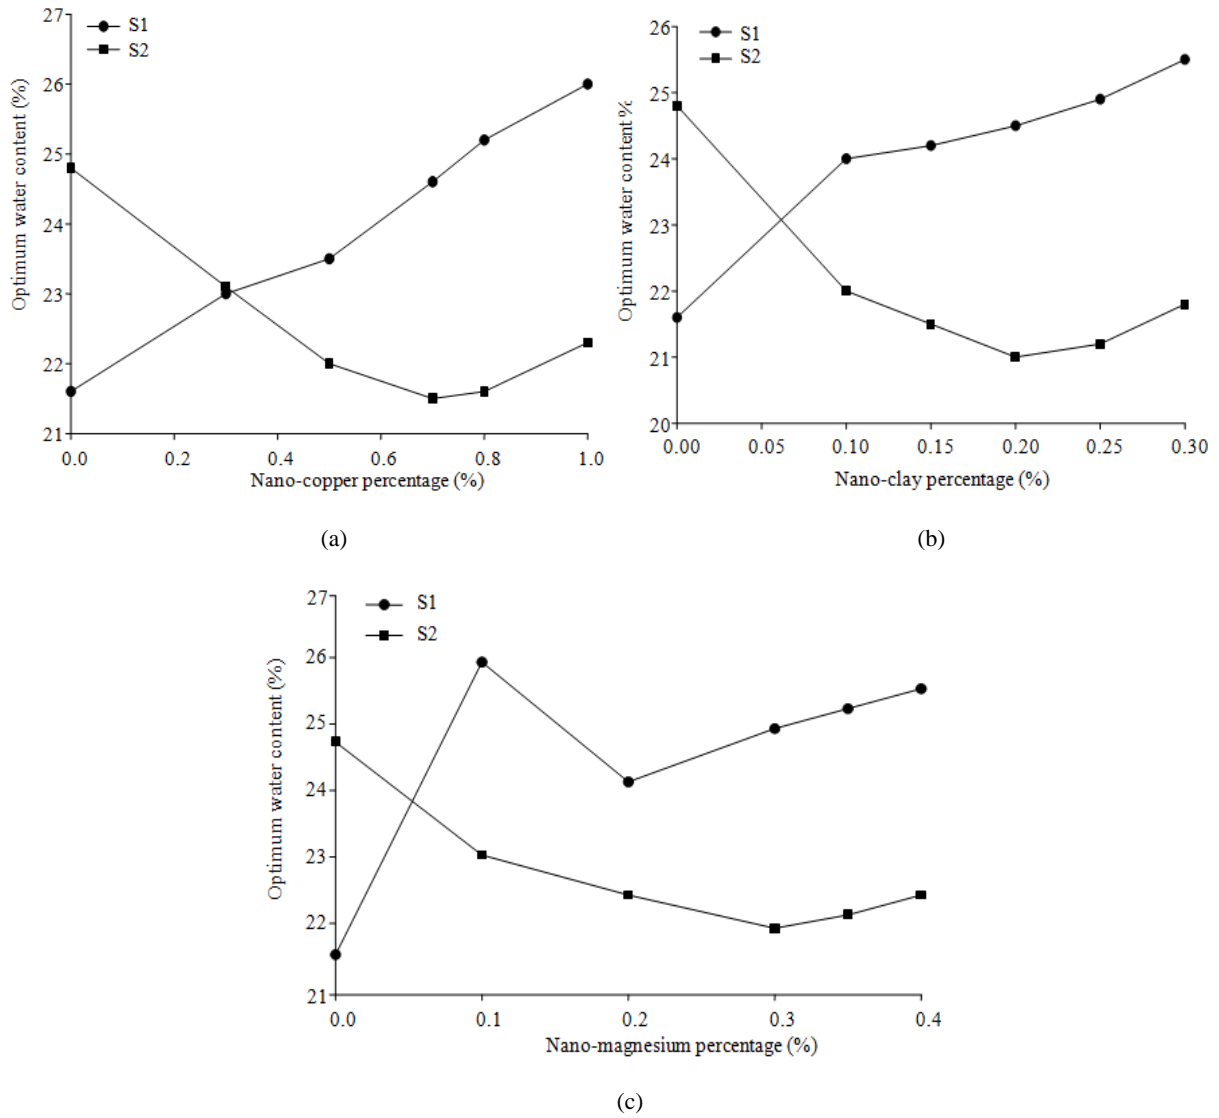 27
S1
S2
26
25
24
23
22
21
Optimum water content (%)
0.0 0.2 0.4 0.6 0.8 1.0
Nano-copper percentage (%)
(a)
26
S1
S2
25
24
23
22
21
20
Optimum water content %
0.00 0.05 0.10 0.15 0.20 0.25 0.30
Nano-clay percentage (%)
(b)
27
S1
S2
26
25
24
23
22
21
Optimum water content (%)
0.0 0.1 0.2 0.3 0.4
Nano-magnesium percentage (%)
(c)